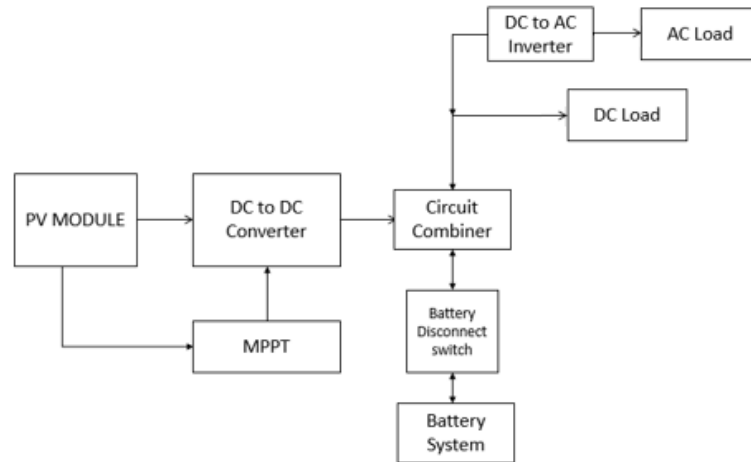 DC to AC
Inverter
AC Load
DC Load
PV MODULE
DC to DC
Converter
Circuit
Combiner
MPPT
Battery
Disconnect
switch
Battery
System